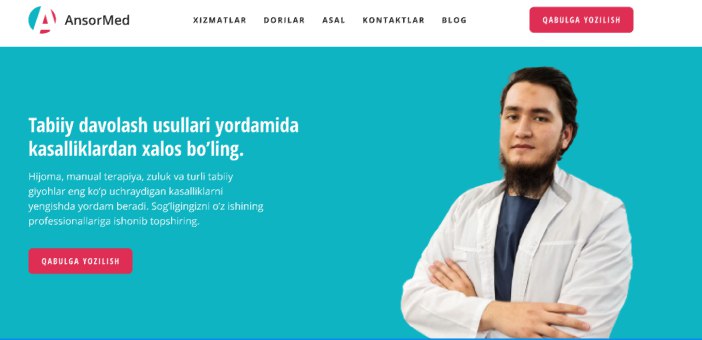 AnsorMed
XIZMATLAR
DORILAR
ASAL
KONTAKTLAR
BLOG
QABULGA YOZILISH
Tabiiy davolash usullari yordamida
kasalliklardan xalos bo‘ling.
Hijoma, manual terapiya, zuluk va turli tabiiy
giyohlar eng ko‘p uchraydigan kasalliklarni
yengishda yordam beradi. Sog‘ligingizni o‘z ishining
professionallariga ishonib topshiring.
QABULGA YOZILISH